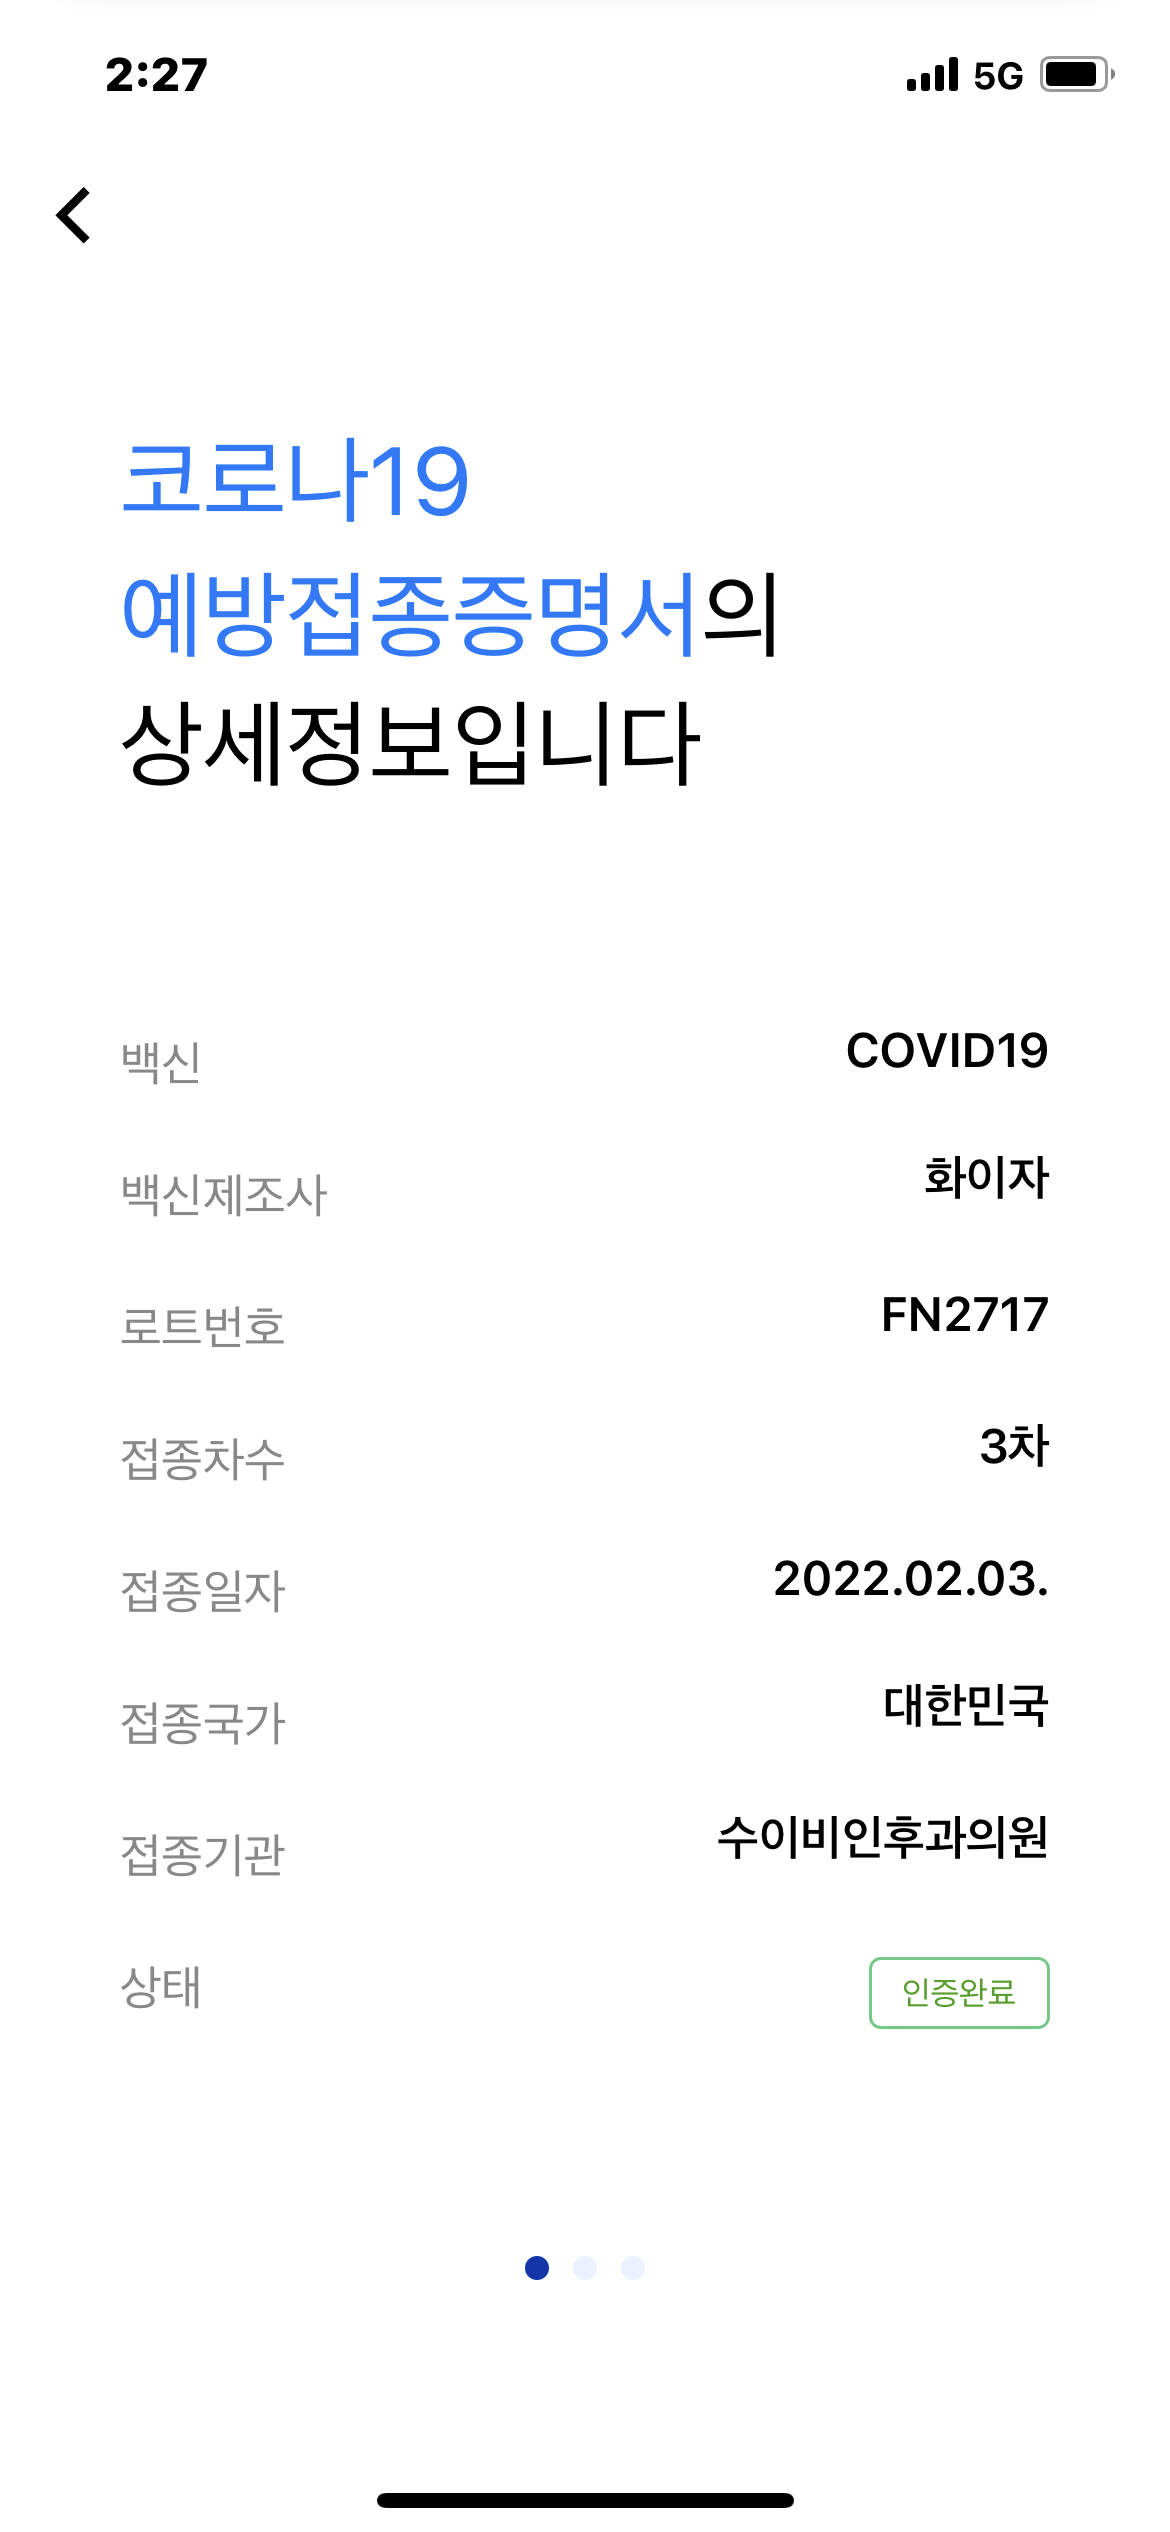 2:27
5G
코로나19
예방접종증명서의
상세정보입니다
백신 COVID19
백신제조사 화이자
로트번호 FN2717
접종차수 3차
접종일자 2022.02.03.
접종국가 대한민국
접종기관 수이비인후과의원
상태 인증완료